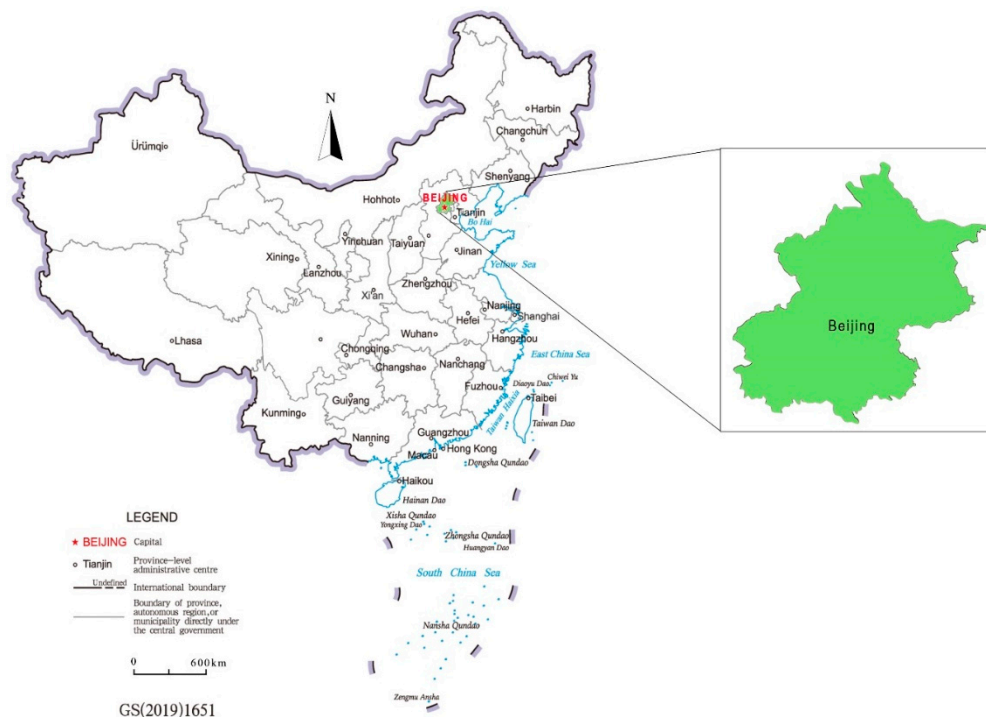 N
Harbin
Changchun
Ürümqi
Shenyang
BEIJING
Hohhot
Tianjin
Bo Hai
Yinchuan
Taiyuan
Jinan
Xining
Lanzhou
Yellow Sea
Zhengzhou
Xi'an
Nanjing
Shanghai
Hefei
Wuhan
Hangzhou
Lhasa
East China Sea
Chongqing
Nanchang
Changsha
Chiwei Yu
Diaoyu Dao
Fuzhou
Guiyang
Taibei
Kunming
Taiwan Haixia
Taiwan Dao
Guangzhou
Nanning
Hong Kong
Macau
Dongsha Qundao
Haikou
Hainan Dao
Xisha Qundao
Yongxing Dao
Zhongsha Qundao
Huangyan Dao
South China Sea
Nansha Qundao
Zengmu Ansha
Beijing
LEGEND
BEIJING Capital
Tianjin Province-level
administrative centre
Undefined International boundary
Boundary of province,
autonomous region, or
municipality directly under
the central government
0 600km
GS(2019)1651